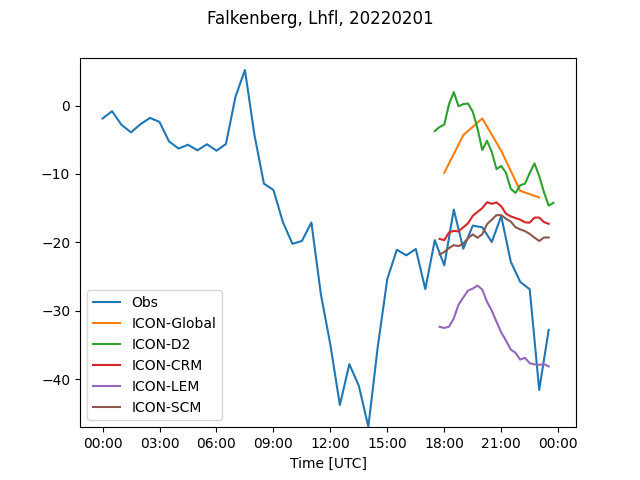 Falkenberg, Lhfl, 20220201
0
−10
−20
−30
−40
Obs
ICON-Global
ICON-D2
ICON-CRM
ICON-LEM
ICON-SCM
00:00 03:00 06:00 09:00 12:00 15:00 18:00 21:00 00:00
Time [UTC]